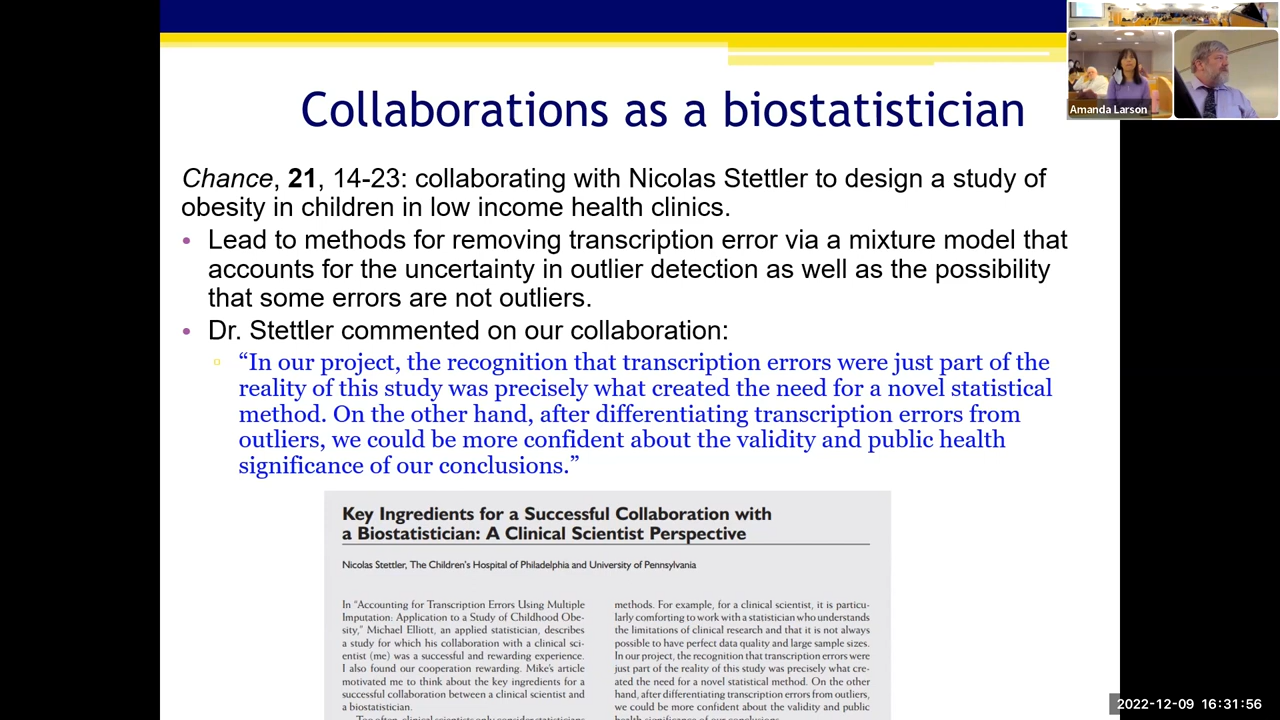 Collaborations as a biostatistician
Amanda Larson
Chance, 21, 14-23: collaborating with Nicolas Stettler to design a study of
obesity in children in low income health clinics.
• Lead to methods for removing transcription error via a mixture model that
accounts for the uncertainty in outlier detection as well as the possibility
that some errors are not outliers.
• Dr. Stettler commented on our collaboration:
“In our project, the recognition that transcription errors were just part of the
reality of this study was precisely what created the need for a novel statistical
method. On the other hand, after differentiating transcription errors from
outliers, we could be more confident about the validity and public health
significance of our conclusions.”
Key Ingredients for a Successful Collaboration with
a Biostatistician: A Clinical Scientist Perspective
Nicolas Stettler, The Children's Hospital of Philadelphia and University of Pennsylvania
In “Accounting for Transcription Errors Using Multiple
Imputation: Application to a Study of Childhood Obe-
sity,” Michael Elliott, an applied statistician, describes
a study for which his collaboration with a clinical sci-
entist (me) was a successful and rewarding experience.
I also found our cooperation rewarding. Mike's article
motivated me to think about the key ingredients for a
successful collaboration between a clinical scientist and
a biostatistician.
Too often, clinical scientists only consider statisticians
methods. For example, for a clinical scientist, it is particu-
larly comforting to work with a statistician who understands
the limitations of clinical research and that it is not always
possible to have perfect data quality and large sample sizes.
In our project, the recognition that transcription errors were
just part of the reality of this study was precisely what cre-
ated the need for a novel statistical method. On the other
hand, after differentiating transcription errors from outliers,
we could be more confident about the validity and public
health significance of our conclusions.
2022-12-09 16:31:56